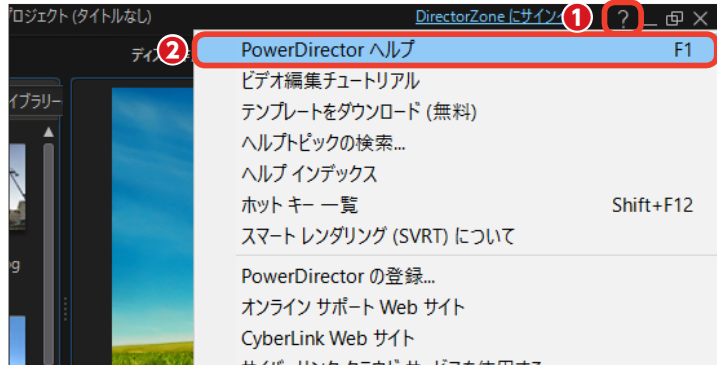 プロジェクト (タイトルなし)
DirectorZone にサイン
1
?
2
ディス
PowerDirector ヘルプ F1
ビデオ編集チュートリアル
イブラリー
テンプレートをダウンロード (無料)
ヘルプトピックの検索...
ヘルプ インデックス
ホット キー 一覧 Shift+F12
スマート レンダリング (SVRT) について
og
PowerDirector の登録...
オンライン サポート Web サイト
CyberLink Web サイト